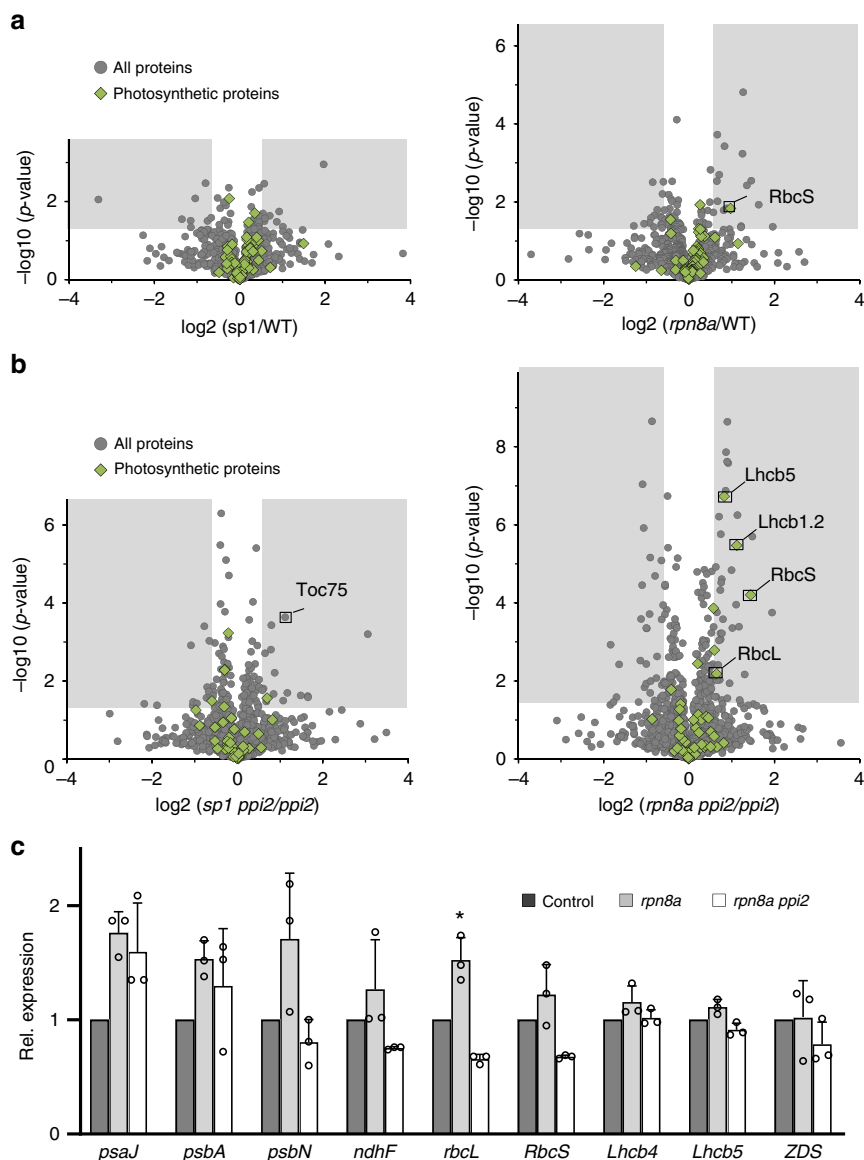 a
All proteins
Photosynthetic proteins
−log10 (p-value)
2
0
−4
−2
0
2
4
log2 (sp1/WT)
−log10 (p-value)
6
4
2
0
RbcS
−4
−2
0
2
4
log2 (rpn8a/WT)
b
All proteins
Photosynthetic proteins
−log10 (p-value)
6
4
2
0
Toc75
−4
−2
0
2
4
log2 (sp1 ppi2/ppi2)
−log10 (p-value)
8
6
4
2
0
Lhcb5
Lhcb1.2
RbcS
RbcL
−4
−2
0
2
4
log2 (rpn8a ppi2/ppi2)
c
Rel. expression
2
1
0
Control
rpn8a
rpn8a ppi2
*
psaJ
psbA
psbN
ndhF
rbcL
RbcS
Lhcb4
Lhcb5
ZDS